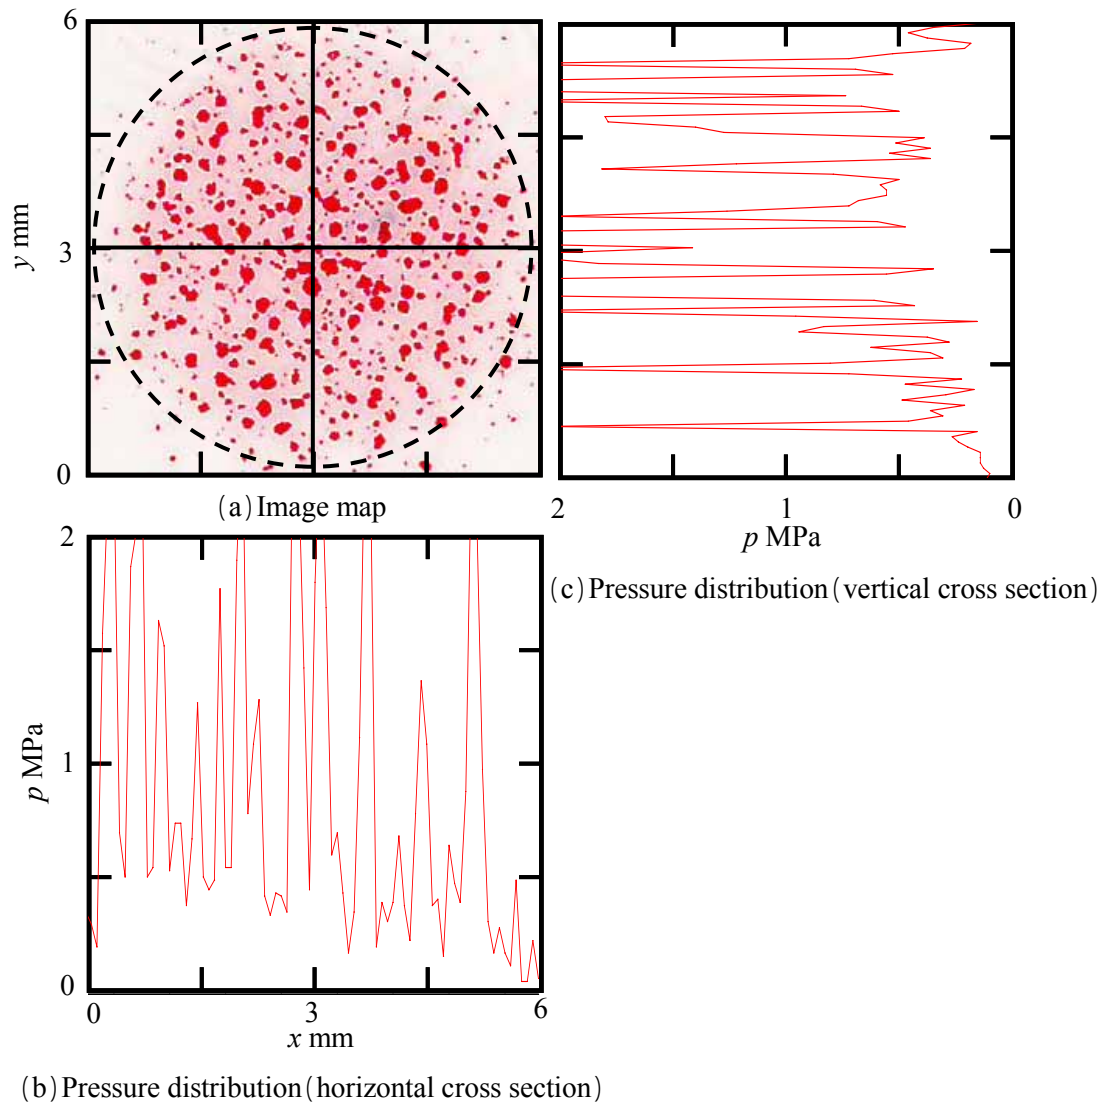 6
3
0
y mm
(a) Image map
2
1
0
p MPa
(c) Pressure distribution (vertical cross section)
2
1
0
p MPa
0
3
6
x mm
(b) Pressure distribution (horizontal cross section)